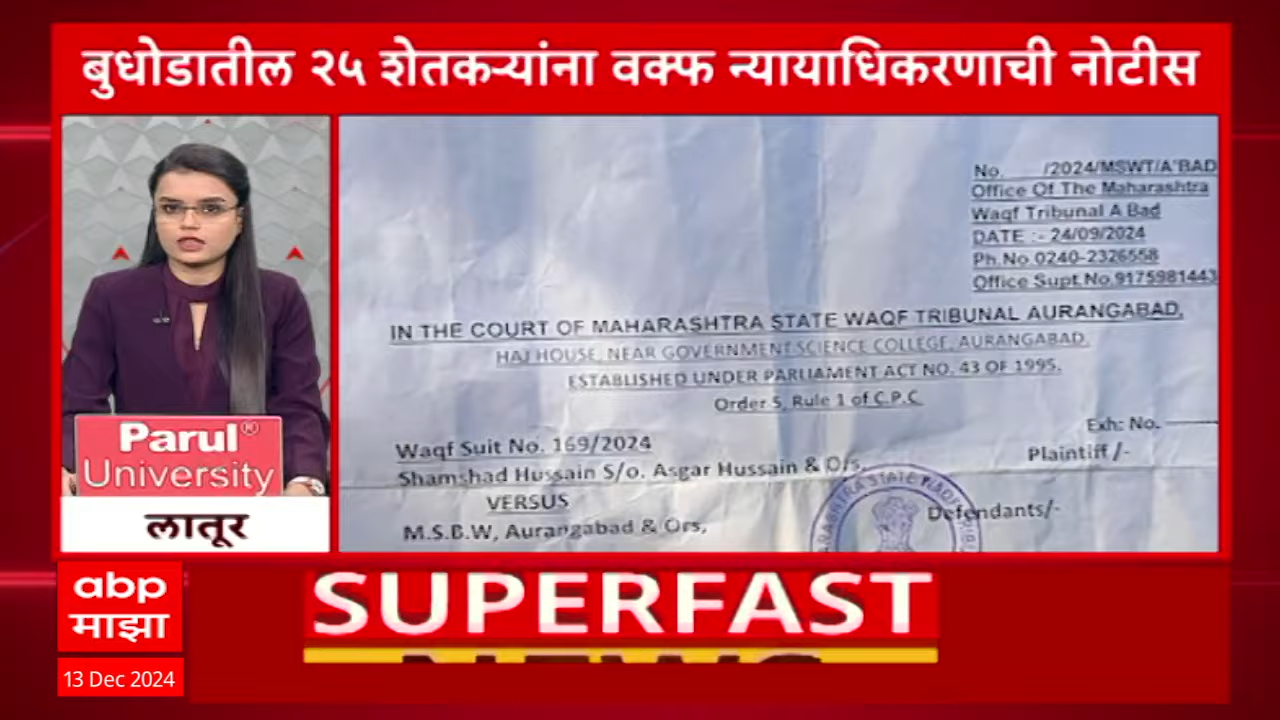 बुधोडातील २५ शेतकऱ्यांना वक्फ न्यायाधिकरणाची नोटीस
No. /2024/MSWT/A'BAD
Office Of The Maharashtra
Waqf Tribunal A Bad
DATE :- 24/09/2024
Ph.No.0240-2326558
Office Supt No.9175981443
IN THE COURT OF MAHARASHTRA STATE WAQF TRIBUNAL AURANGABAD,
HAJ HOUSE, NEAR GOVERNMENT SCIENCE COLLEGE, AURANGABAD,
ESTABLISHED UNDER PARLIAMENT ACT NO. 43 OF 1995.
Order 5, Rule 1 of C.P.C
Exh: No.
Waqf Suit No. 169/2024
Shamshad Hussain S/o. Asgar Hussain & Ors,
Plaintiff /-
VERSUS
M.S.B.W, Aurangabad & Ors,
Defendants/-
Parul®
University
लातूर
abp
माझा
13 Dec 2024
SUPERFAST